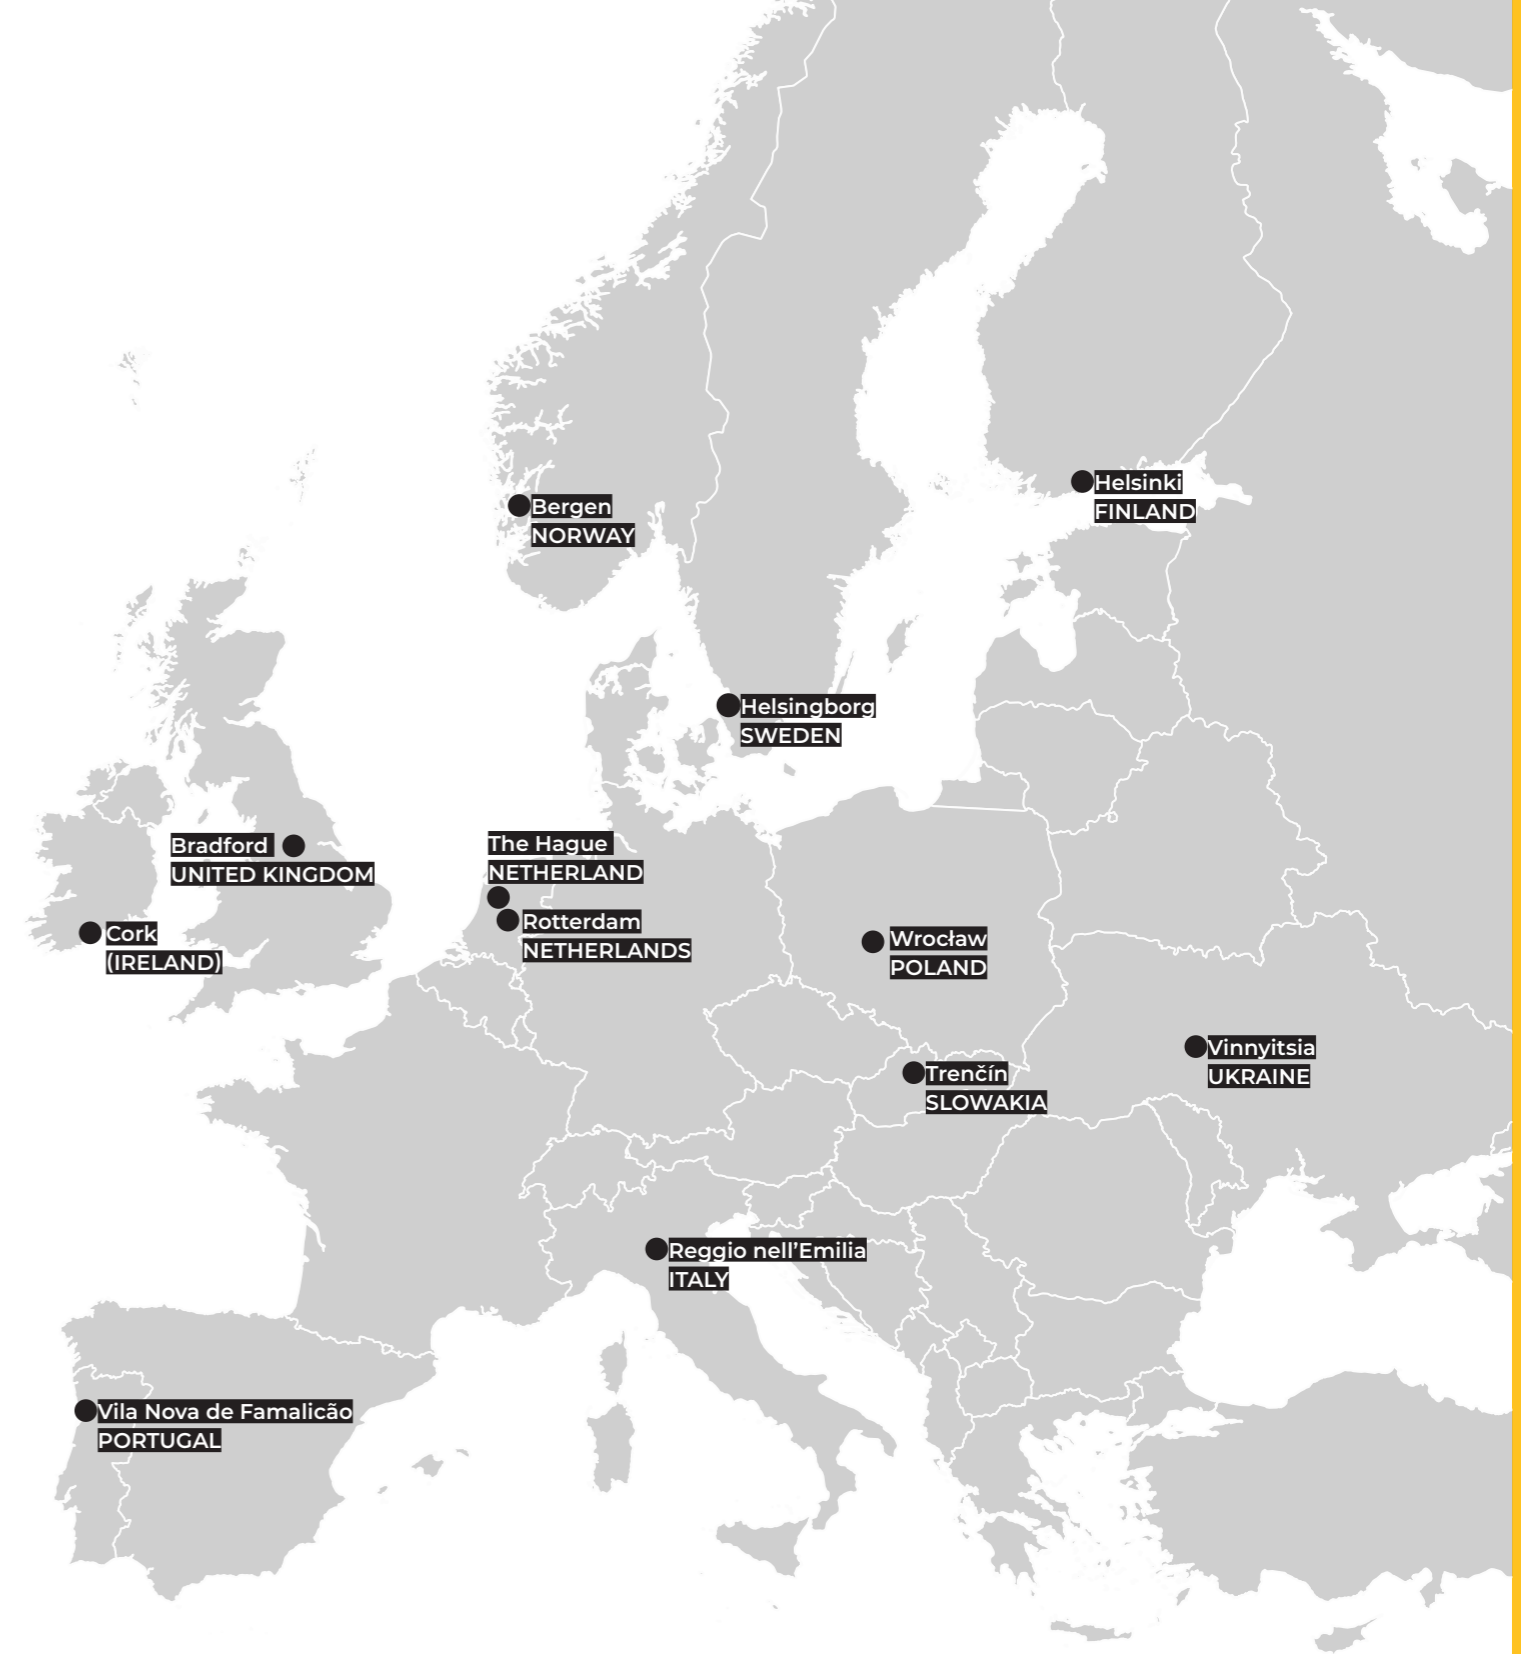 Helsinki
FINLAND
Bergen
NORWAY
Helsingborg
SWEDEN
Bradford
UNITED KINGDOM
The Hague
NETHERLAND
Rotterdam
NETHERLANDS
Cork
(IRELAND)
Wrocław
POLAND
Vinnyitsia
UKRAINE
Trenčín
SLOWAKIA
Reggio nell’Emilia
ITALY
Vila Nova de Famalicão
PORTUGAL